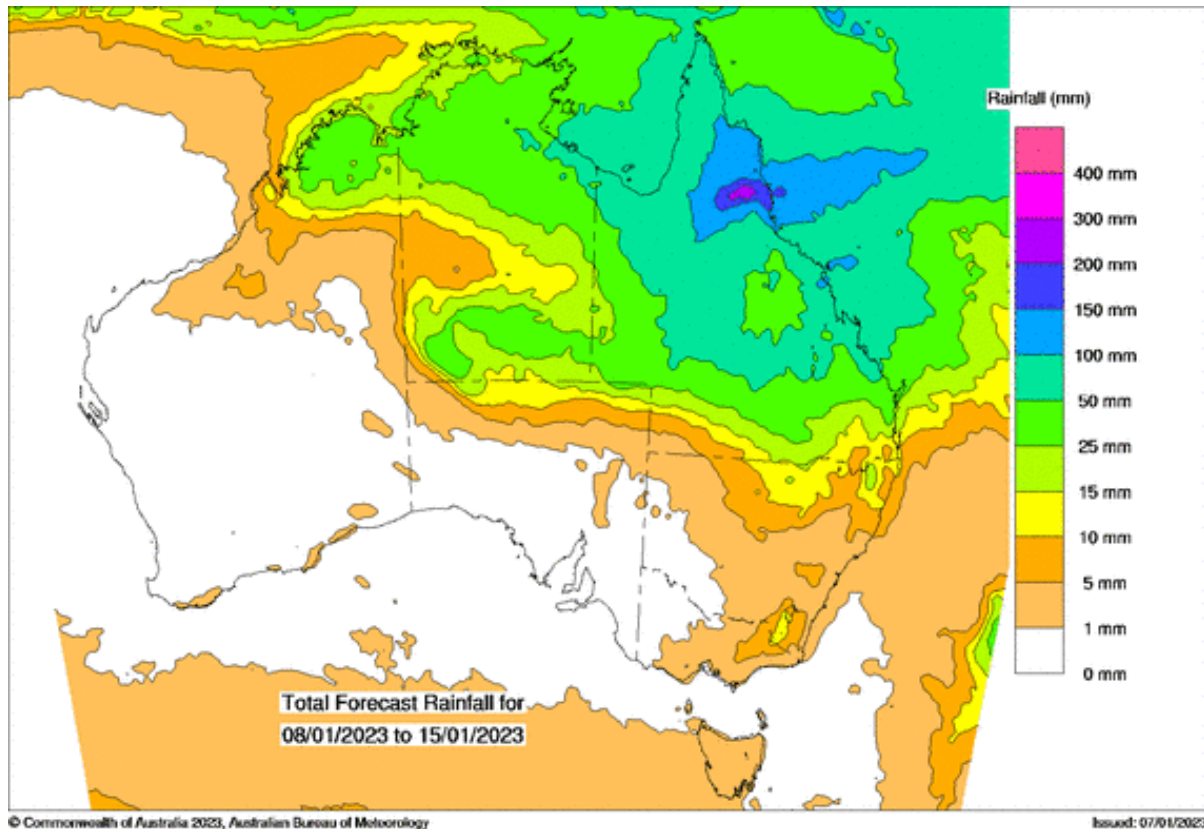 Rainfall (mm)
400 mm
300 mm
200 mm
150 mm
100 mm
50 mm
25 mm
15 mm
10 mm
5 mm
1 mm
0 mm
Total Forecast Rainfall for
08/01/2023 to 15/01/2023
© Commonwealth of Australia 2023, Australian Bureau of Meteorology
Issued: 07/01/2023